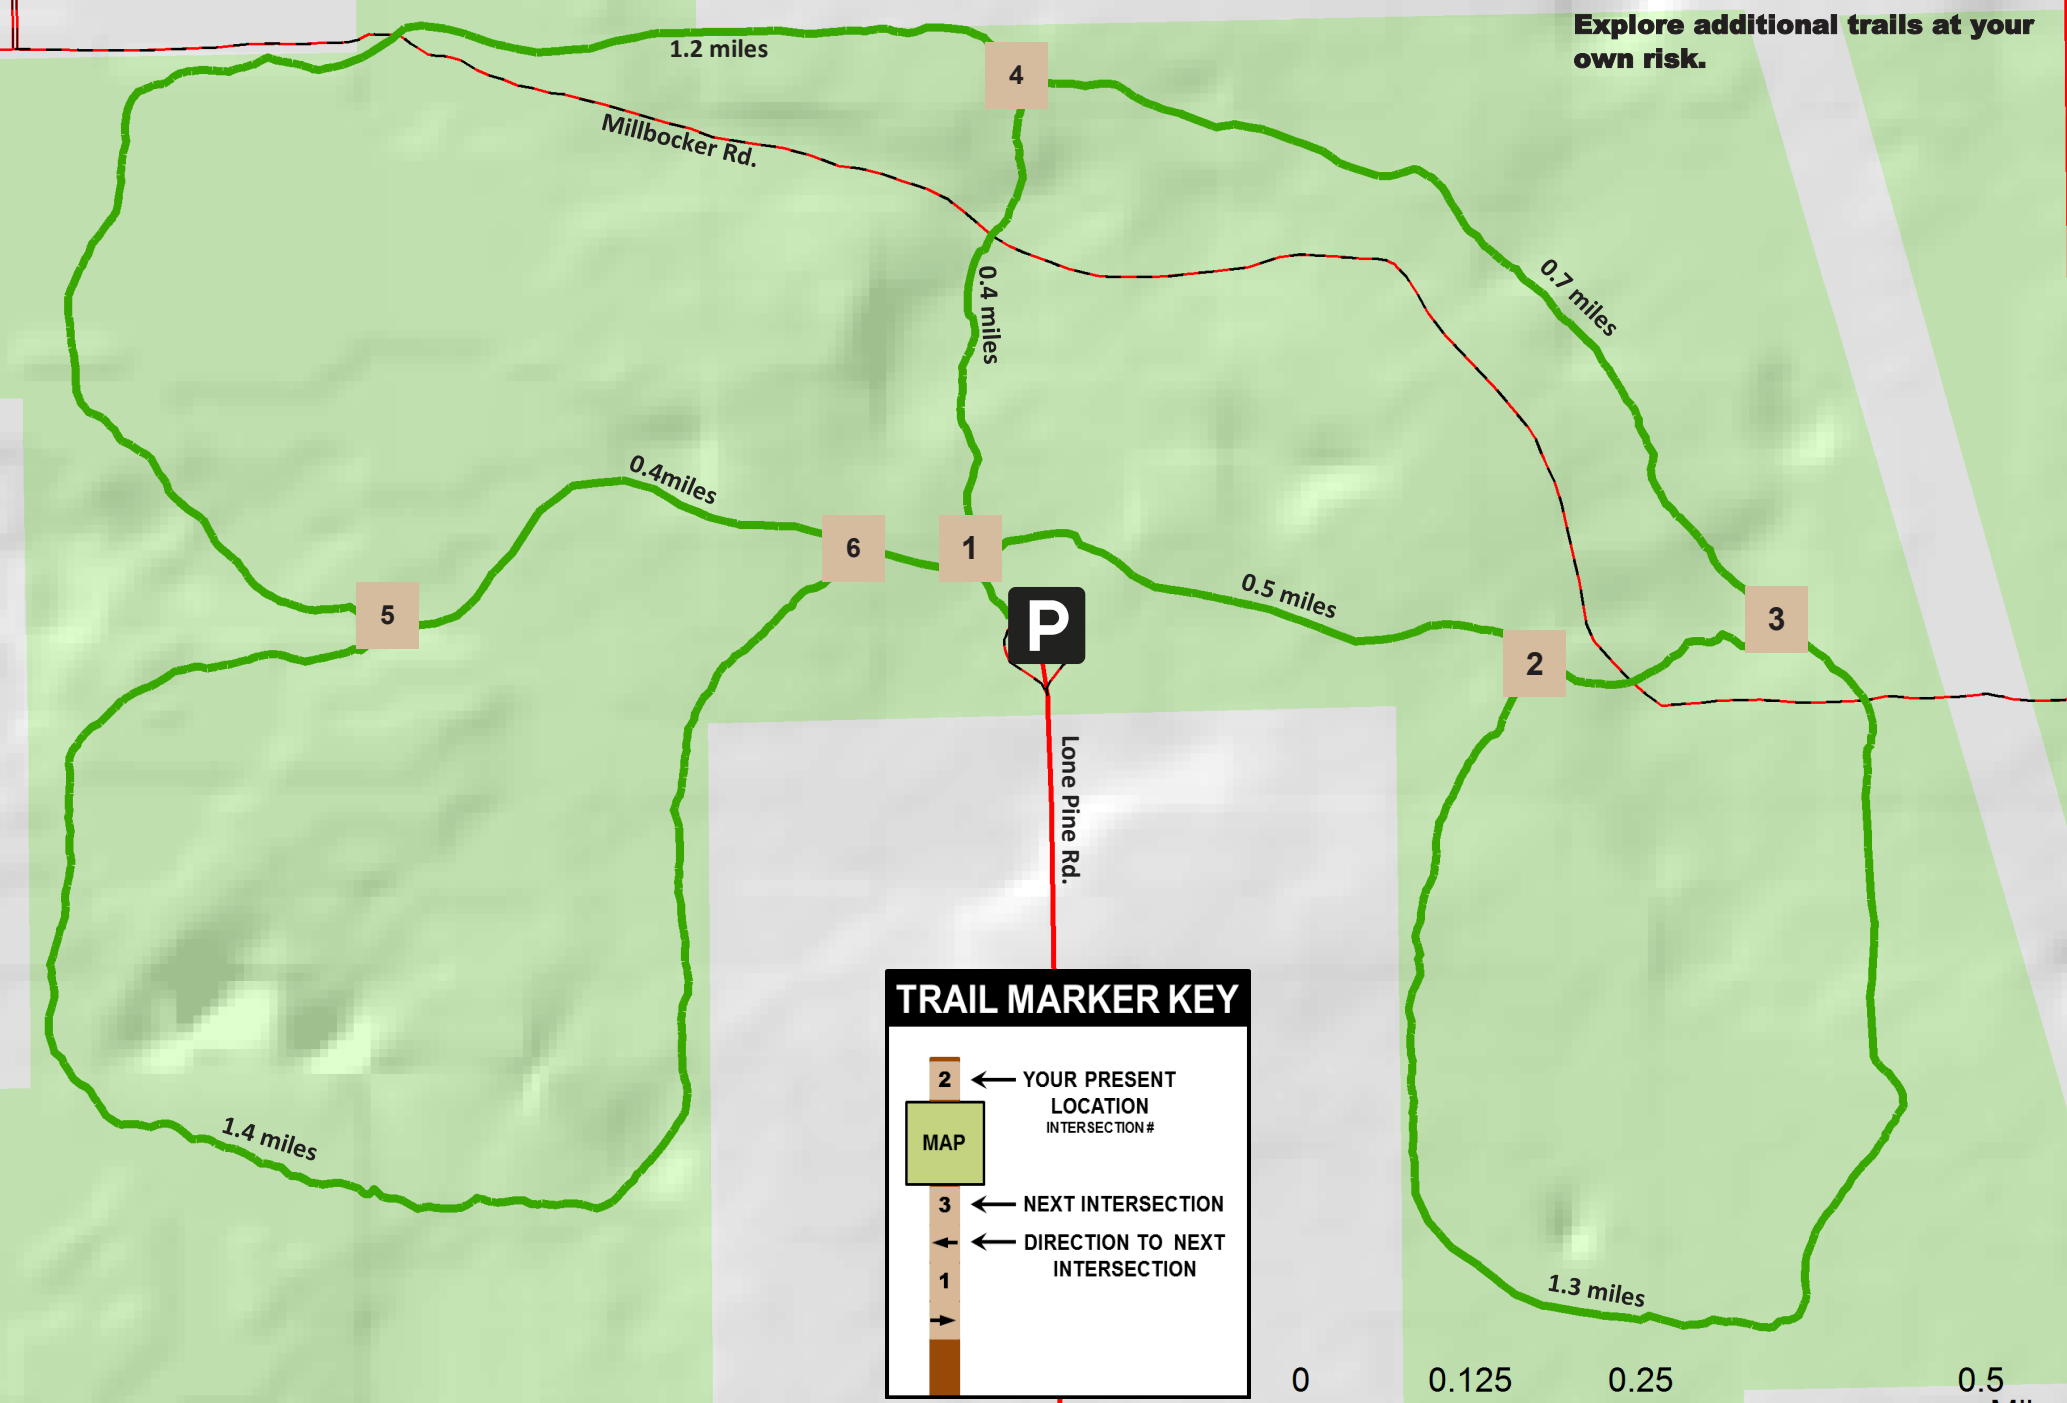 Explore additional trails at your
own risk.
1.2 miles
4
Millbocker Rd.
0.7 miles
0.4 miles
0.4miles
6
1
0.5 miles
5
P
3
2
Lone Pine Rd.
1.4 miles
1.3 miles
TRAIL MARKER KEY
2
YOUR PRESENT
LOCATION
INTERSECTION #
MAP
3
NEXT INTERSECTION
DIRECTION TO NEXT
INTERSECTION
1
0 0.125 0.25 0.5